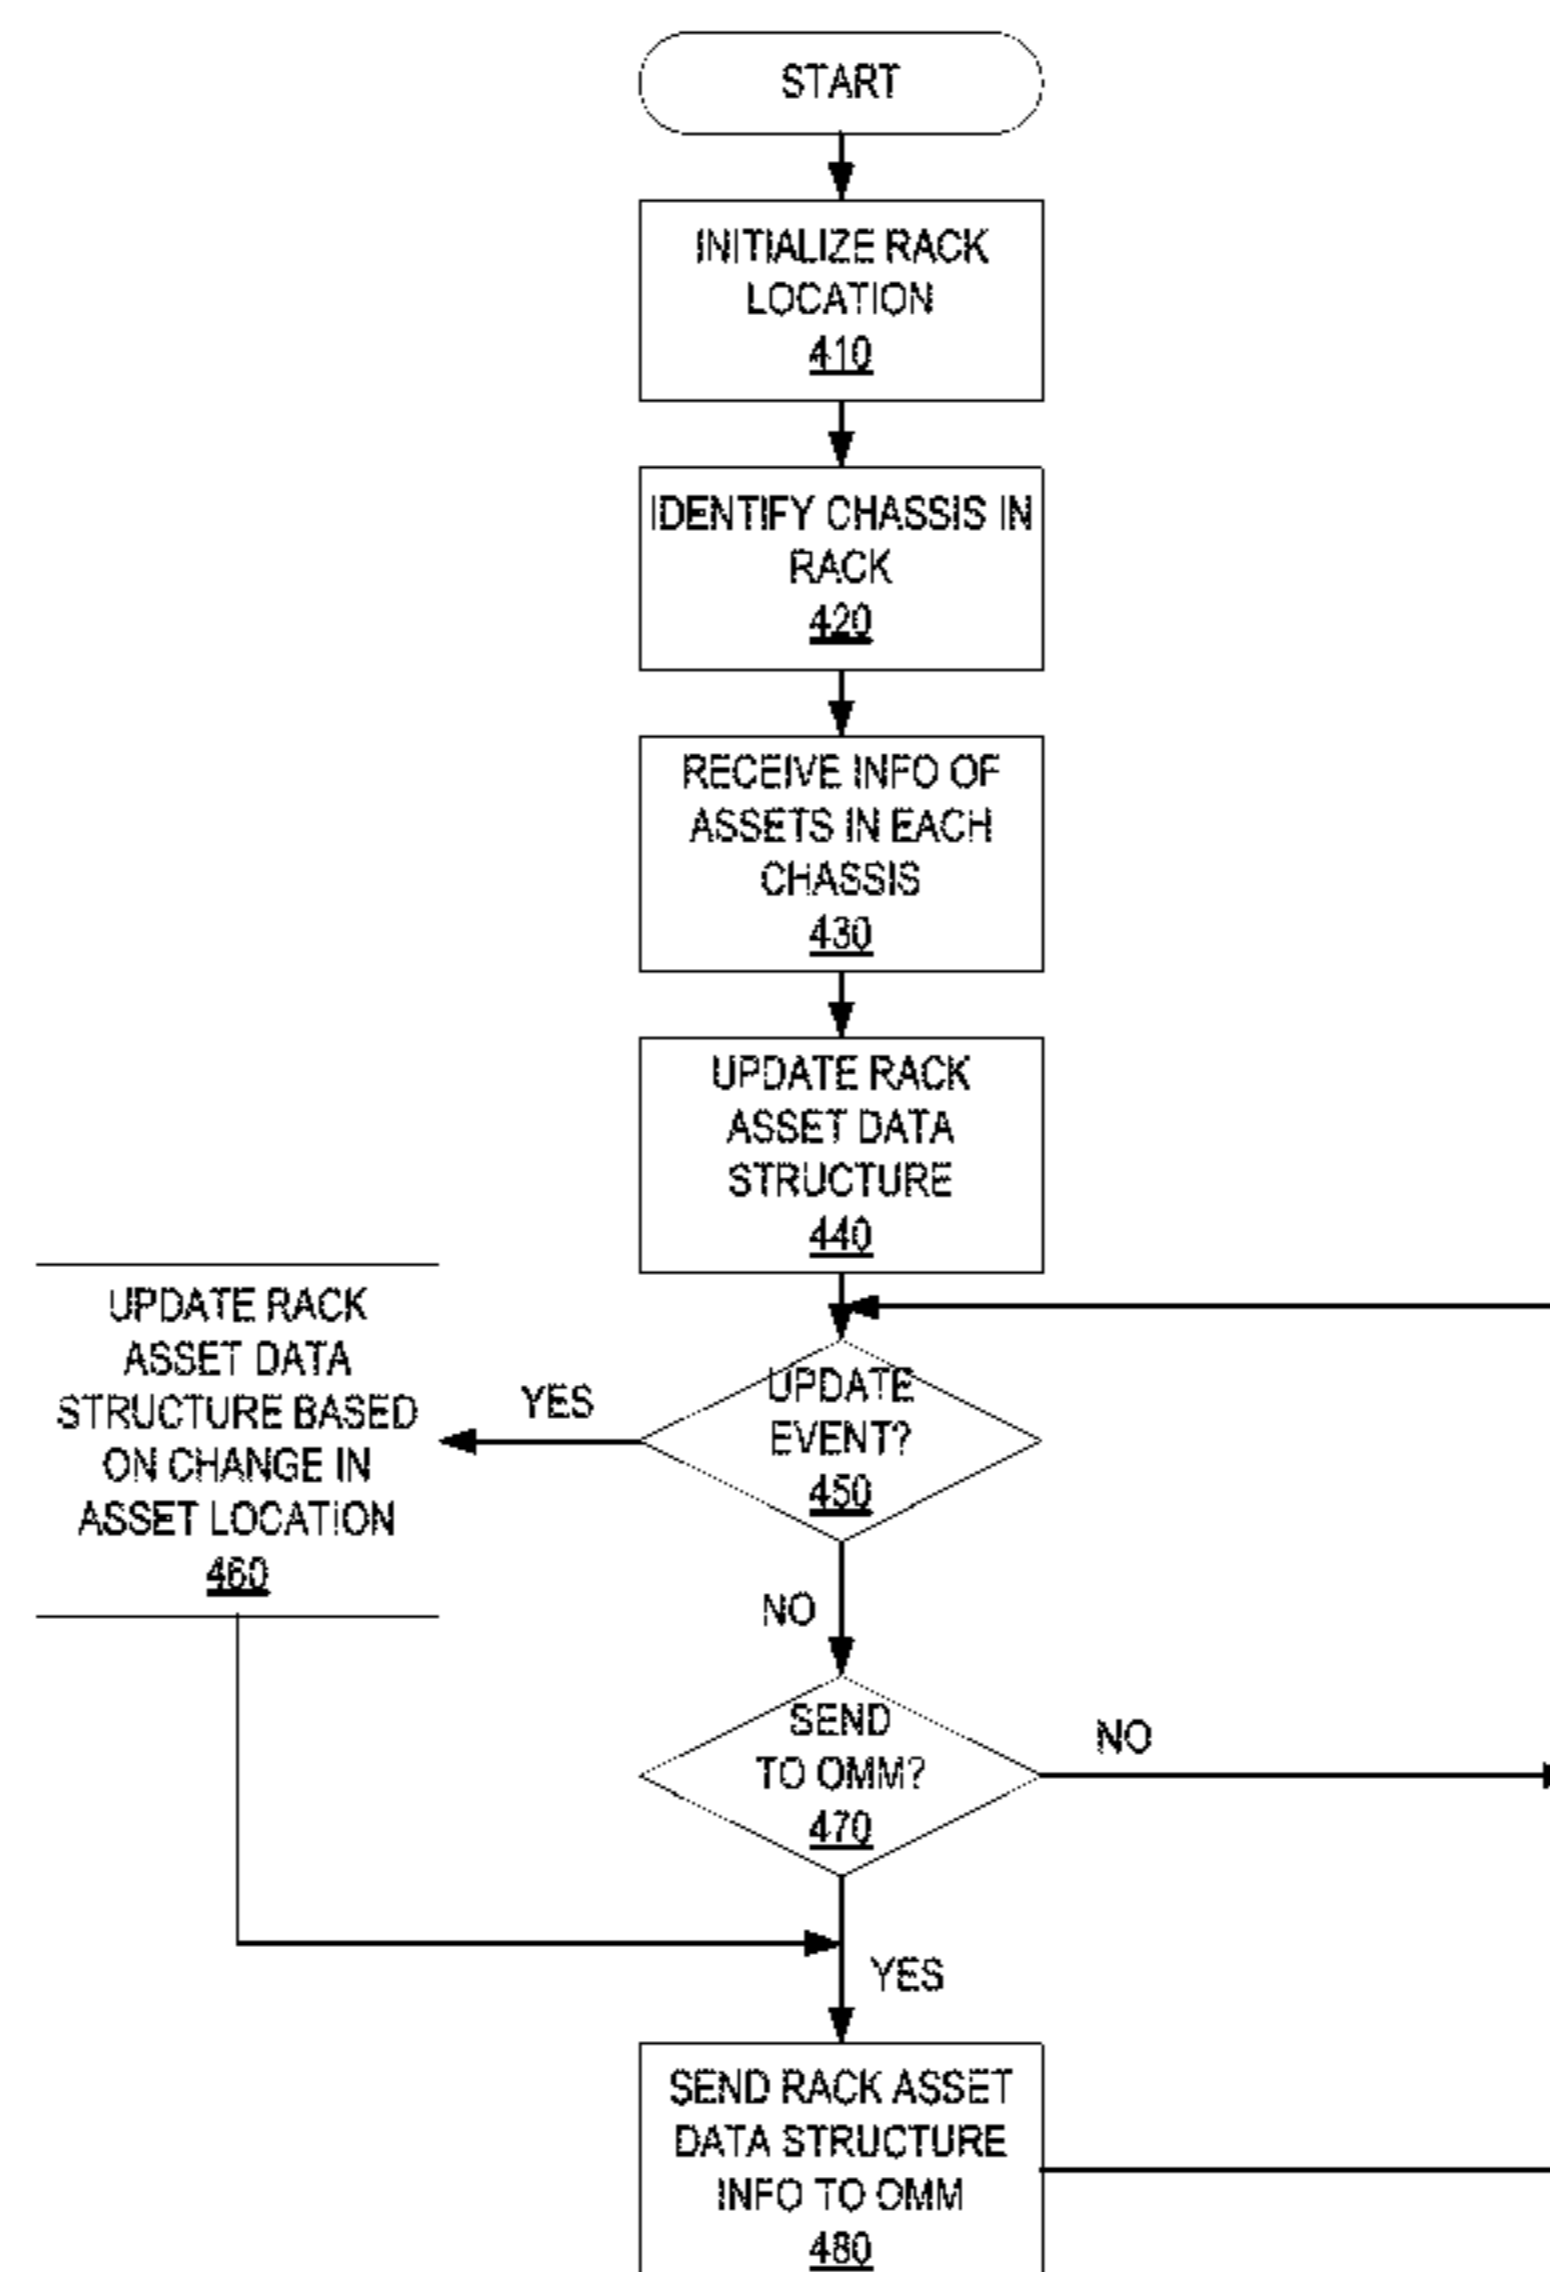 START
INITIALIZE RACK
LOCATION
410
IDENTIFY CHASSIS IN
RACK
420
RECEIVE INFO OF
ASSETS IN EACH
CHASSIS
430
UPDATE RACK
ASSET DATA
STRUCTURE
440
UPDATE RACK
ASSET DATA
STRUCTURE BASED
ON CHANGE IN
ASSET LOCATION
460
YES
UPDATE
EVENT?
450
NO
SEND
TO OMM?
470
NO
YES
SEND RACK ASSET
DATA STRUCTURE
INFO TO OMM
480